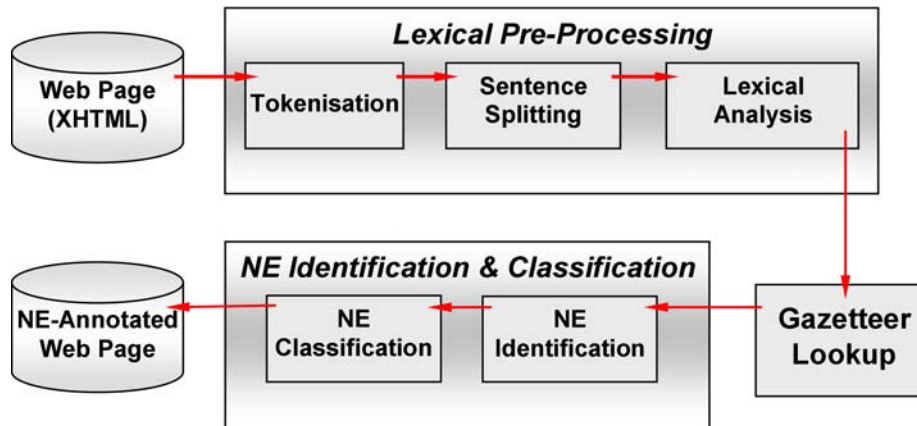 Lexical Pre-Processing
Web Page
(XHTML)
Tokenisation
Sentence
Splitting
Lexical
Analysis
NE Identification & Classification
NE-Annotated
Web Page
NE
Classification
NE
Identification
Gazetteer
Lookup